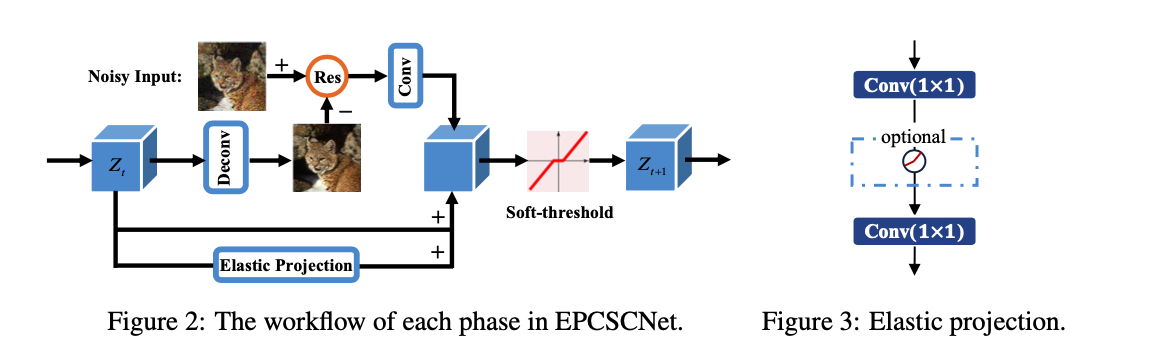 Noisy Input:
+
Res
Conv
−
Z_t
Deconv
Z_{t+1}
Soft-threshold
+
+
Elastic Projection
Figure 2: The workflow of each phase in EPCSCNet.
Conv(1×1)
optional
Conv(1×1)
Figure 3: Elastic projection.